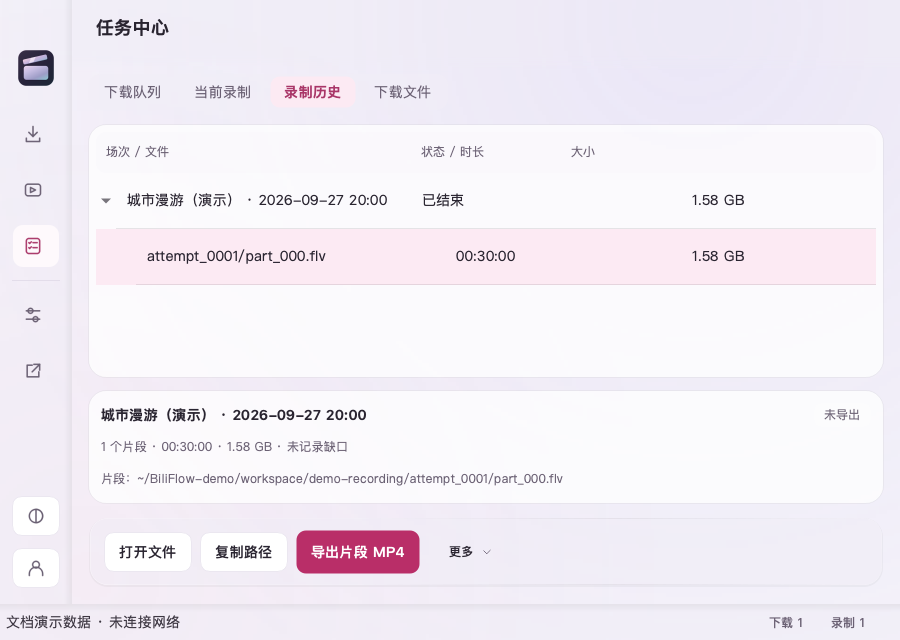 任务中心
下载队列 当前录制 录制历史 下载文件
场次 / 文件 状态 / 时长 大小
城市漫游（演示） · 2026-09-27 20:00 已结束 1.58 GB
attempt_0001/part_000.flv 00:30:00 1.58 GB
城市漫游（演示） · 2026-09-27 20:00 未导出
1 个片段 · 00:30:00 · 1.58 GB · 未记录缺口
片段: ~/BiliFlow-demo/workspace/demo-recording/attempt_0001/part_000.flv
打开文件 复制路径 导出片段 MP4 更多
文档演示数据 · 未连接网络 下载 1 录制 1